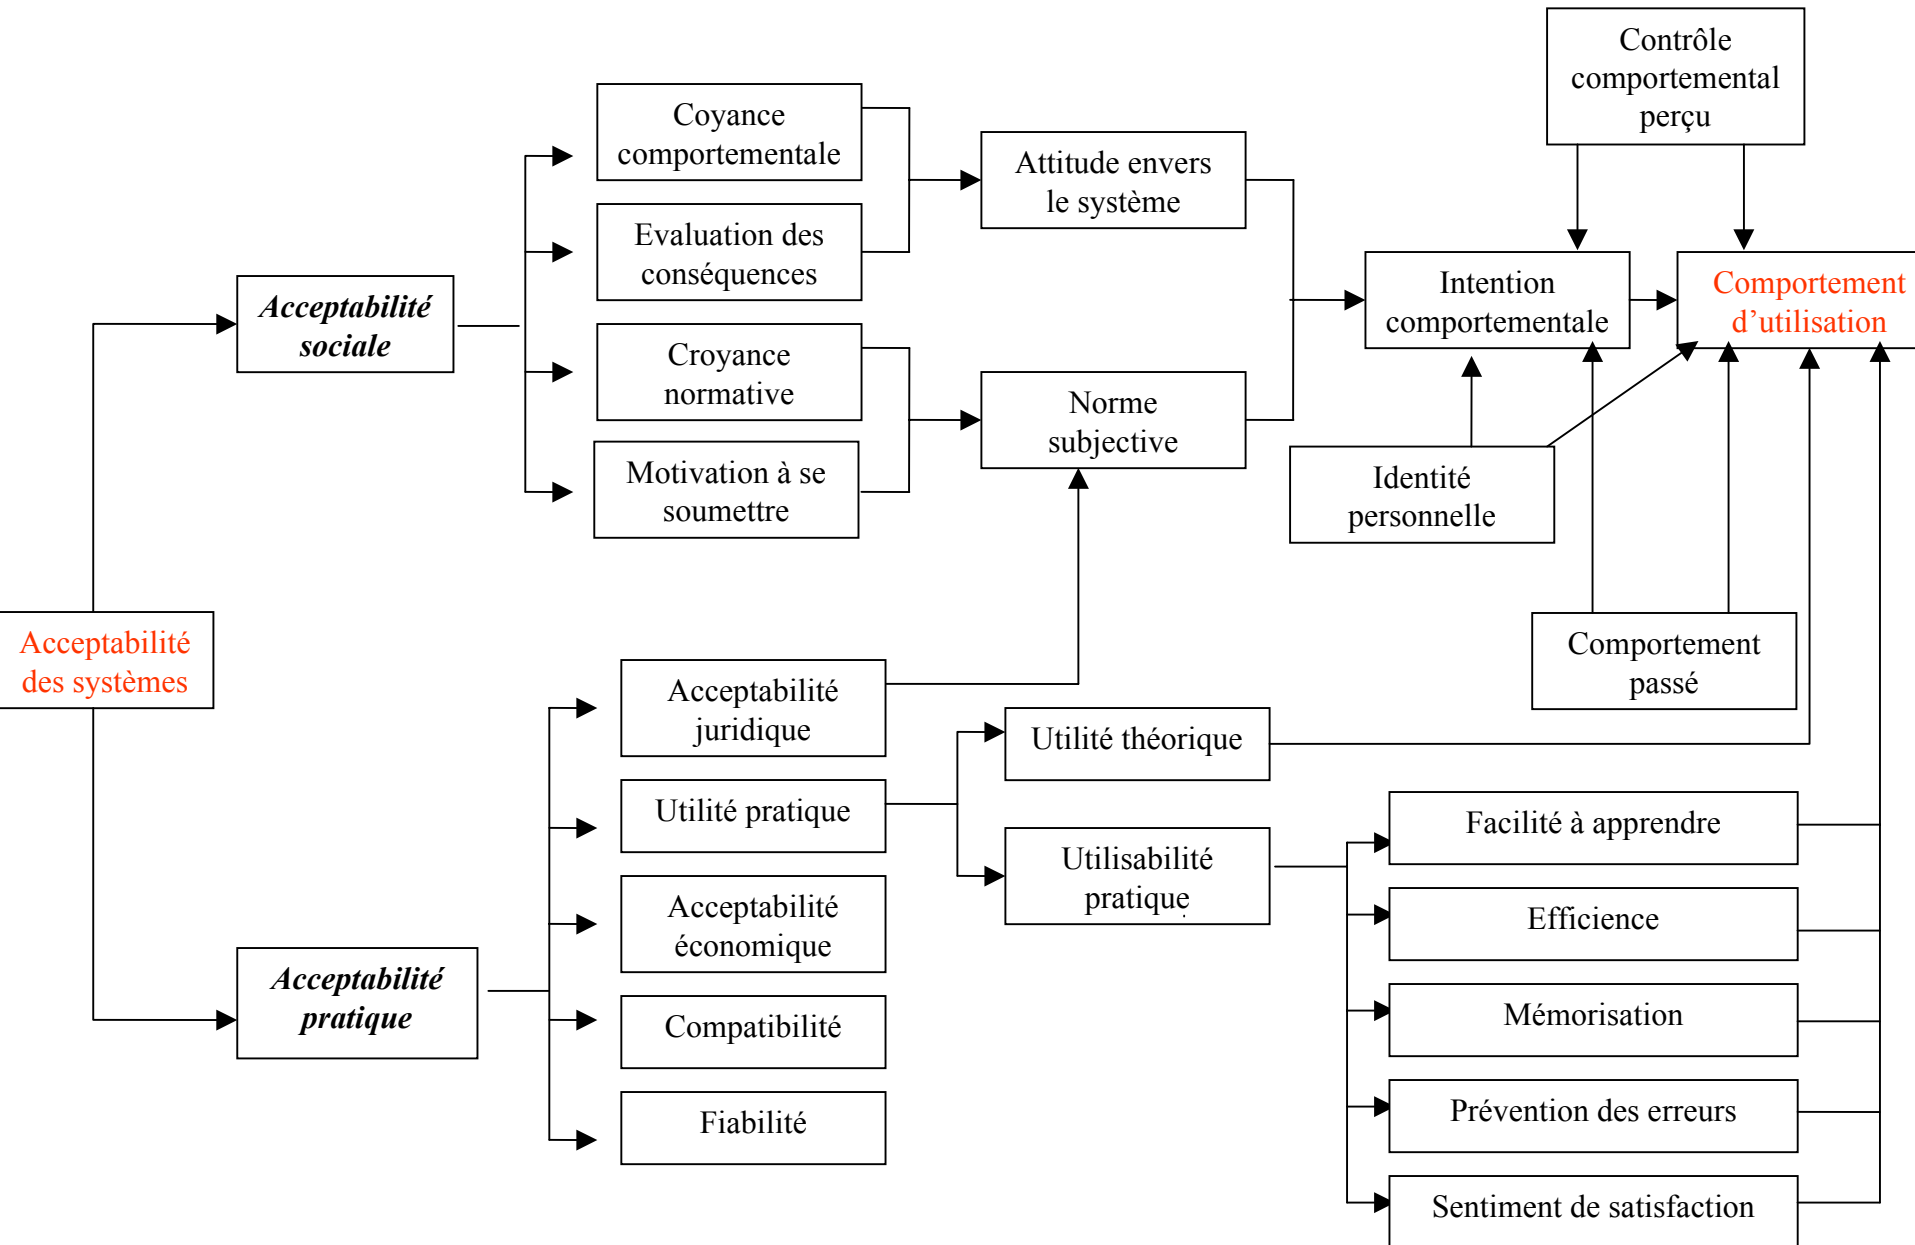 Contrôle
comportemental
perçu
Coyance
comportementale
Attitude envers
le système
Evaluation des
conséquences
Acceptabilité
sociale
Intention
comportementale
Comportement
d’utilisation
Croyance
normative
Norme
subjective
Motivation à se
soumettre
Identité
personnelle
Acceptabilité
des systèmes
Comportement
passé
Acceptabilité
juridique
Utilité théorique
Utilité pratique
Facilité à apprendre
Utilisabilité
pratique
Acceptabilité
économique
Efficience
Acceptabilité
pratique
Compatibilité
Mémorisation
Fiabilité
Prévention des erreurs
Sentiment de satisfaction